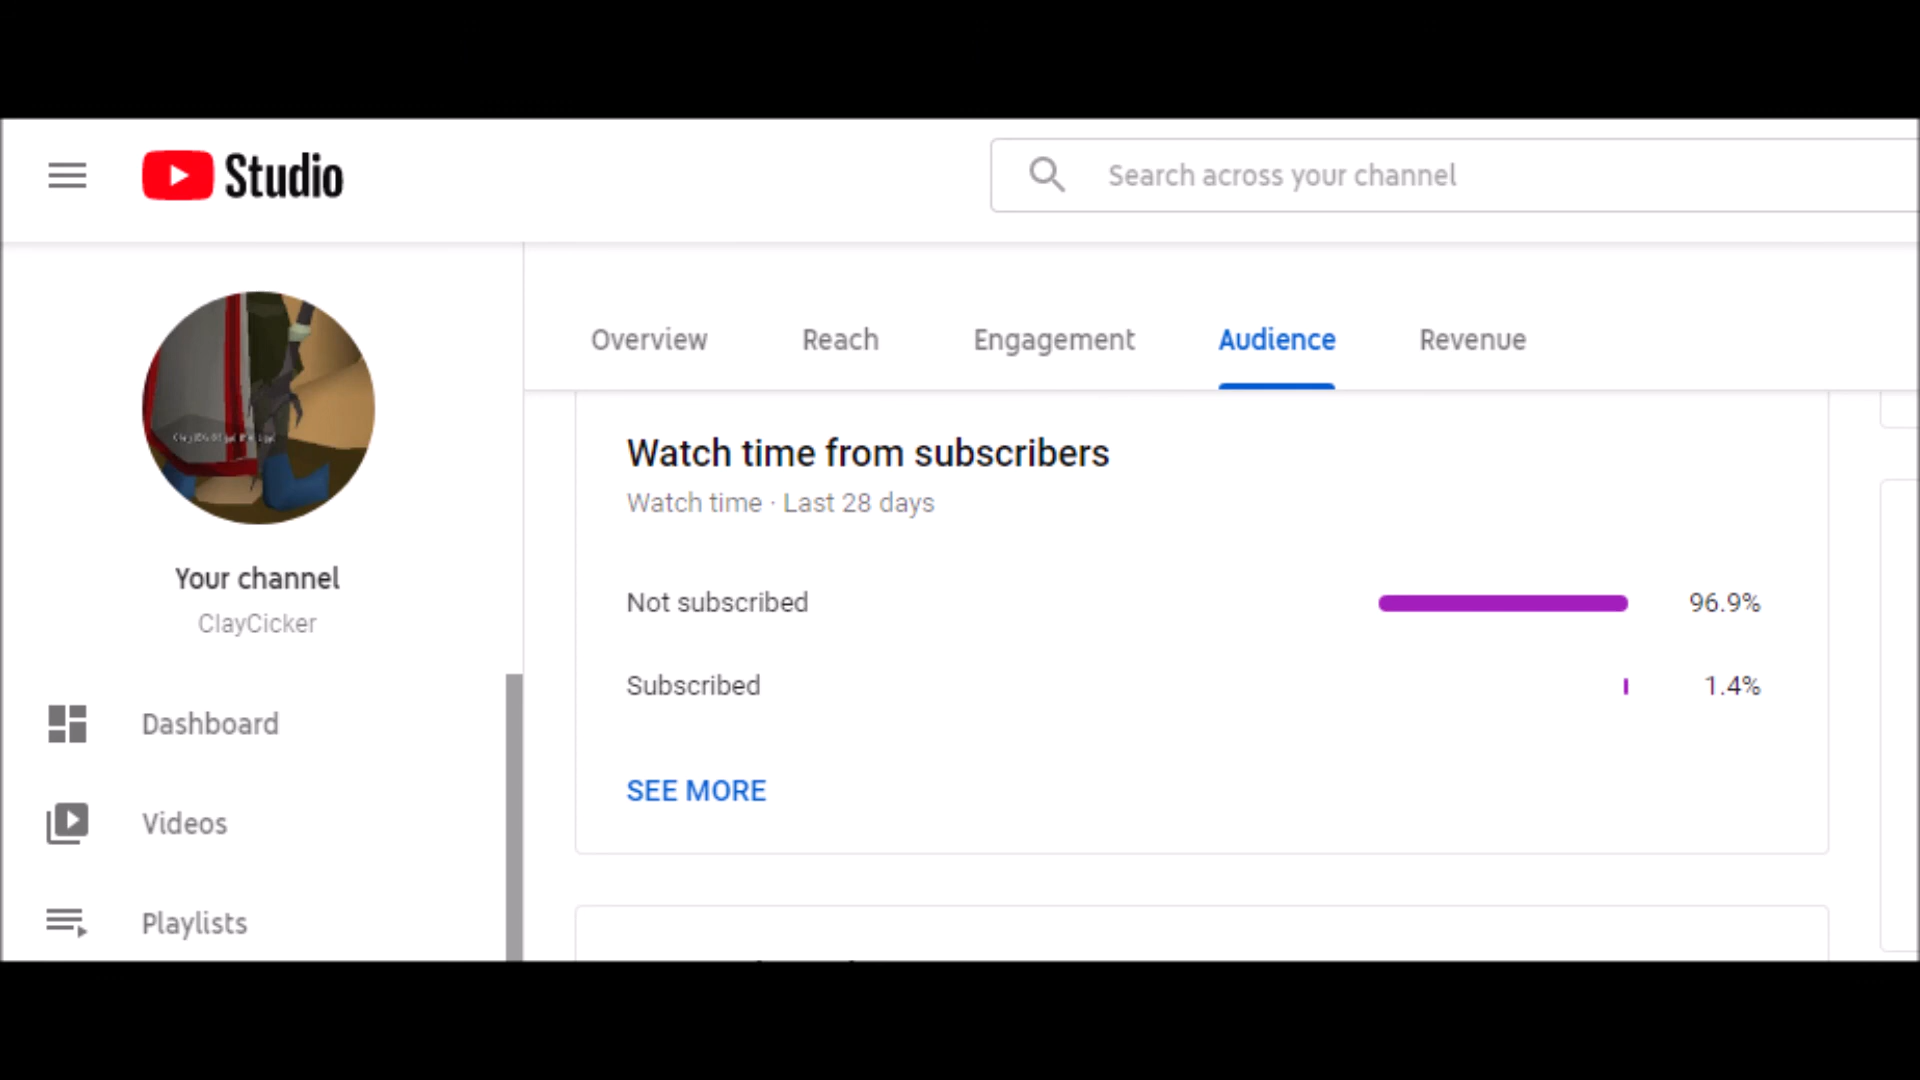 Studio
Search across your channel
Overview Reach Engagement Audience Revenue
Your channel
ClayCicker
Dashboard
Videos
Playlists
Watch time from subscribers
Watch time · Last 28 days
Not subscribed 96.9%
Subscribed 1.4%
SEE MORE